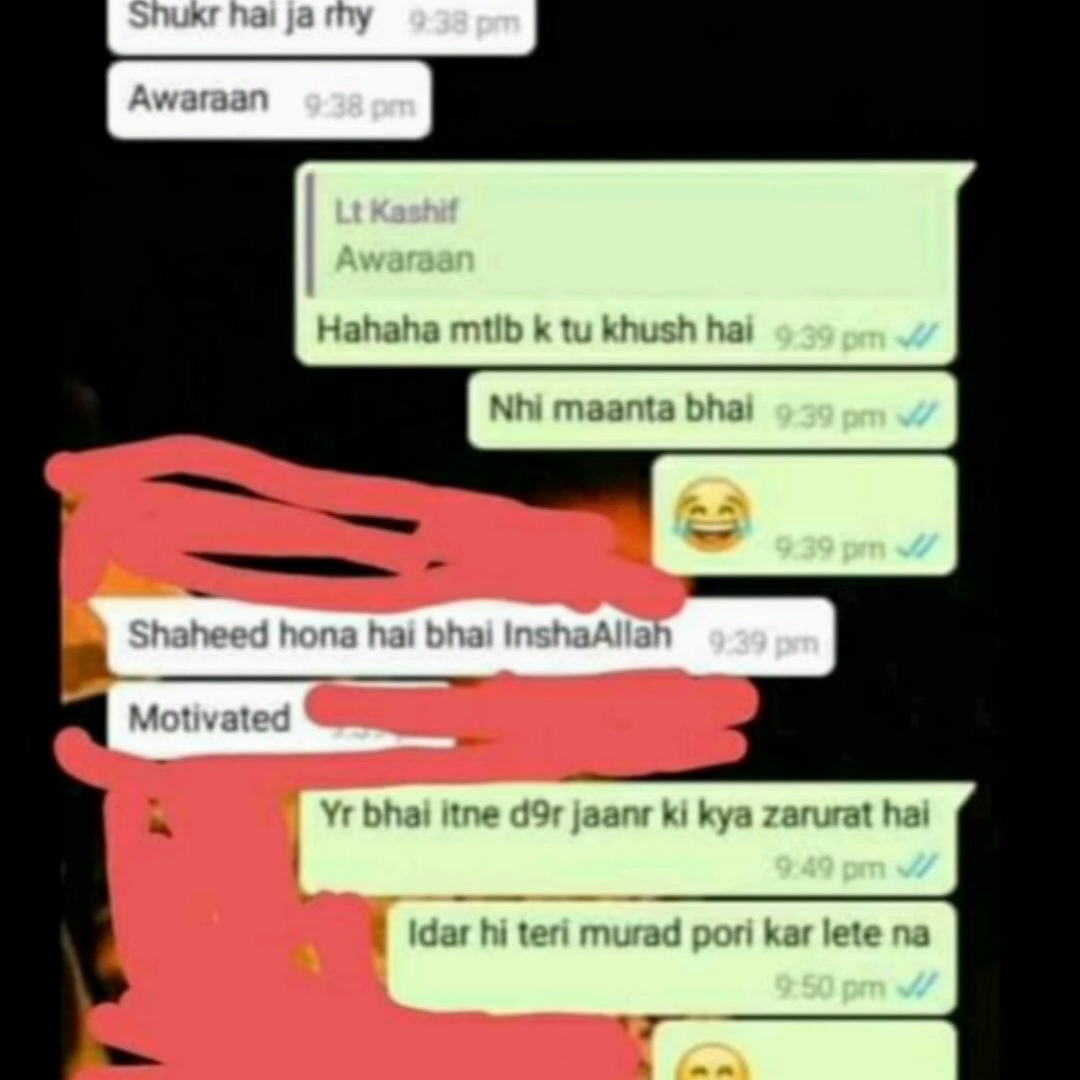 Shukr hai ja rhy 9:38 pm
Awaraan 9:38 pm
Lt Kashif
Awaraan
Hahaha mtlb k tu khush hai 9:39 pm
Nhi maanta bhai 9:39 pm
😂 9:39 pm
Shaheed hona hai bhai InshaAllah 9:39 pm
Motivated
Yr bhai itne d9r jaanr ki kya zarurat hai
9:49 pm
Idar hi teri murad pori kar lete na
9:50 pm